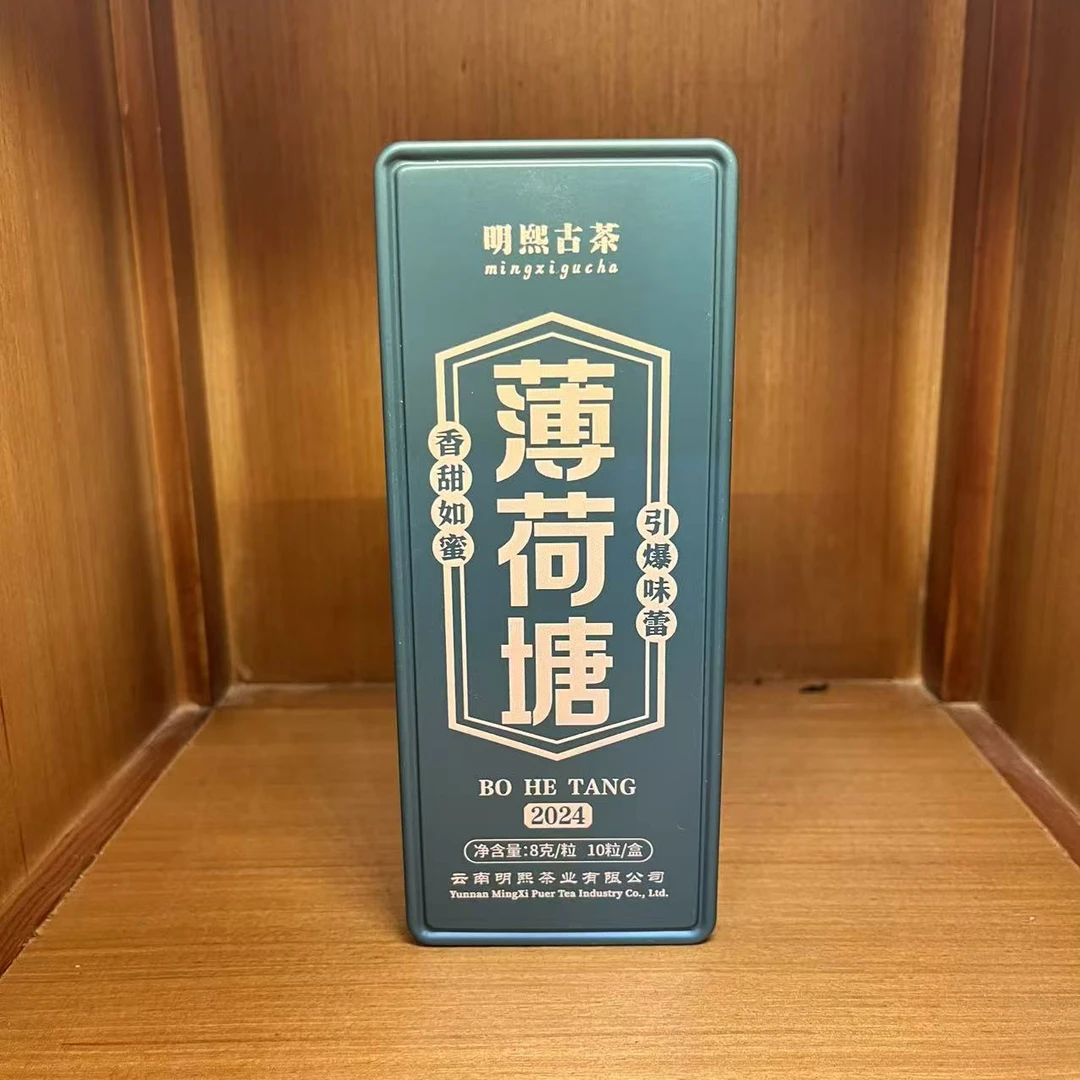 明熙古茶
mingxigucha
薄荷塘
香甜如蜜
引爆味蕾
BO HE TANG
2024
净含量:8克/粒 10粒/盒
云南明熙茶业有限公司
Yunnan MingXi Puer Tea Industry Co., Ltd.